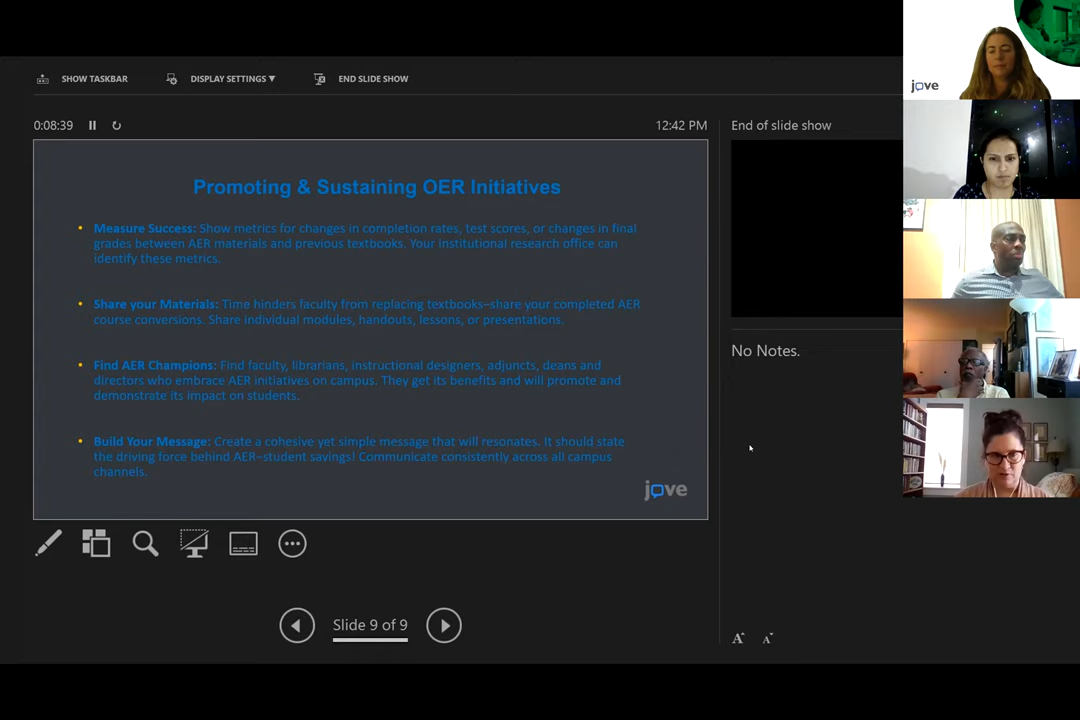 SHOW TASKBAR
DISPLAY SETTINGS ▼
END SLIDE SHOW
0:08:39
12:42 PM
End of slide show
Promoting & Sustaining OER Initiatives
• Measure Success: Show metrics for changes in completion rates, test scores, or changes in final
grades between AER materials and previous textbooks. Your institutional research office can
identify these metrics.
• Share your Materials: Time hinders faculty from replacing textbooks–share your completed AER
course conversions. Share individual modules, handouts, lessons, or presentations.
• Find AER Champions: Find faculty, librarians, instructional designers, adjuncts, deans and
directors who embrace AER initiatives on campus. They get its benefits and will promote and
demonstrate its impact on students.
• Build Your Message: Create a cohesive yet simple message that will resonates. It should state
the driving force behind AER–student savings! Communicate consistently across all campus
channels.
jove
No Notes.
Slide 9 of 9
A A
jove